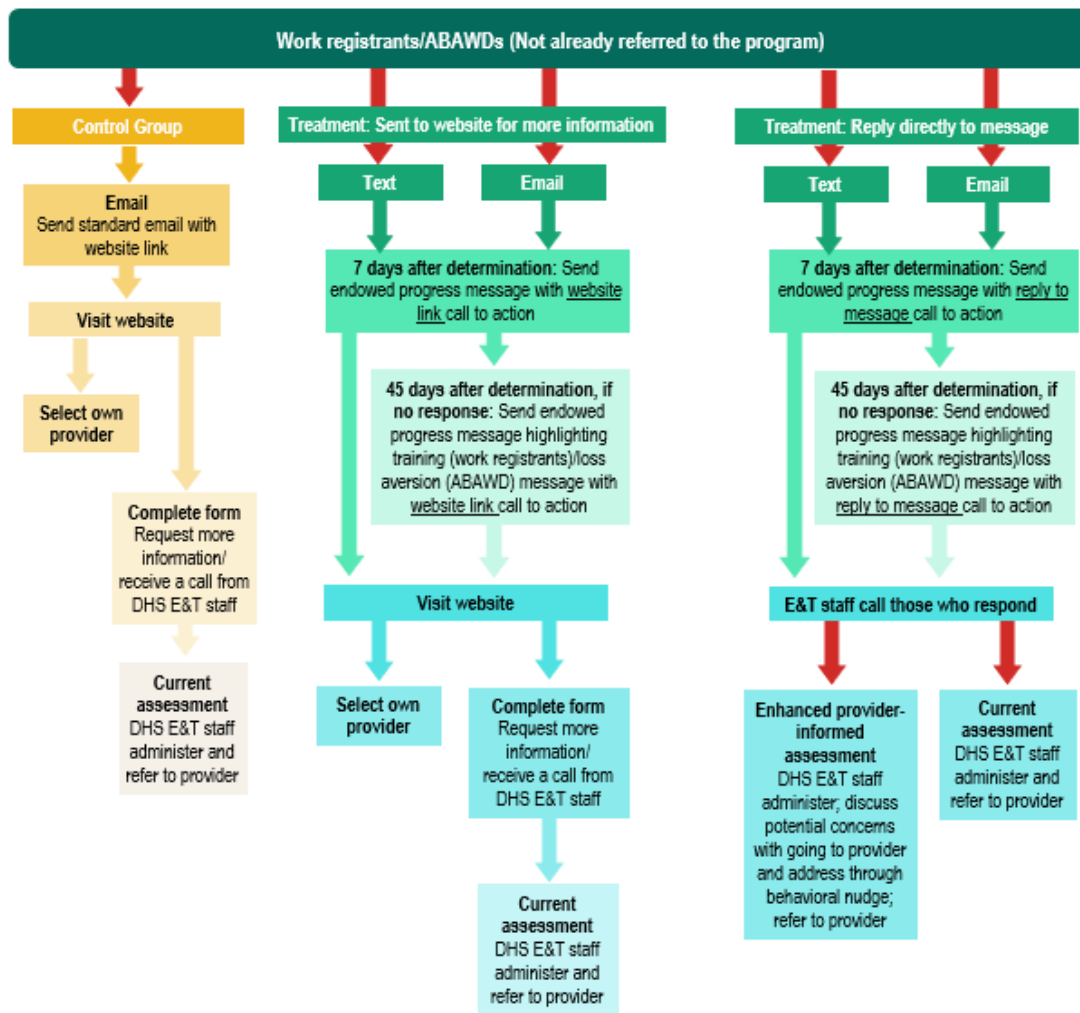 Work registrants/ABAWDs (Not already referred to the program)
Control Group
Email
Send standard email with
website link
Visit website
Select own
provider
Complete form
Request more
information/
receive a call from
DHS E&T staff
Current
assessment
DHS E&T staff
administer and
refer to provider
Treatment: Sent to website for more information
Text
Email
7 days after determination: Send
endowed progress message with website
link call to action
45 days after determination, if
no response: Send endowed
progress message highlighting
training (work registrants)/loss
aversion (ABAWD) message with
website link call to action
Visit website
Select own
provider
Complete form
Request more
information/
receive a call from
DHS E&T staff
Current
assessment
DHS E&T staff
administer and
refer to provider
Treatment: Reply directly to message
Text
Email
7 days after determination: Send
endowed progress message with reply to
message call to action
45 days after determination, if
no response: Send endowed
progress message highlighting
training (work registrants)/loss
aversion (ABAWD) message with
reply to message call to action
E&T staff call those who respond
Enhanced provider-
informed
assessment
DHS E&T staff
administer; discuss
potential concerns
with going to provider
and address through
behavioral nudge;
refer to provider
Current
assessment
DHS E&T staff
administer and
refer to provider